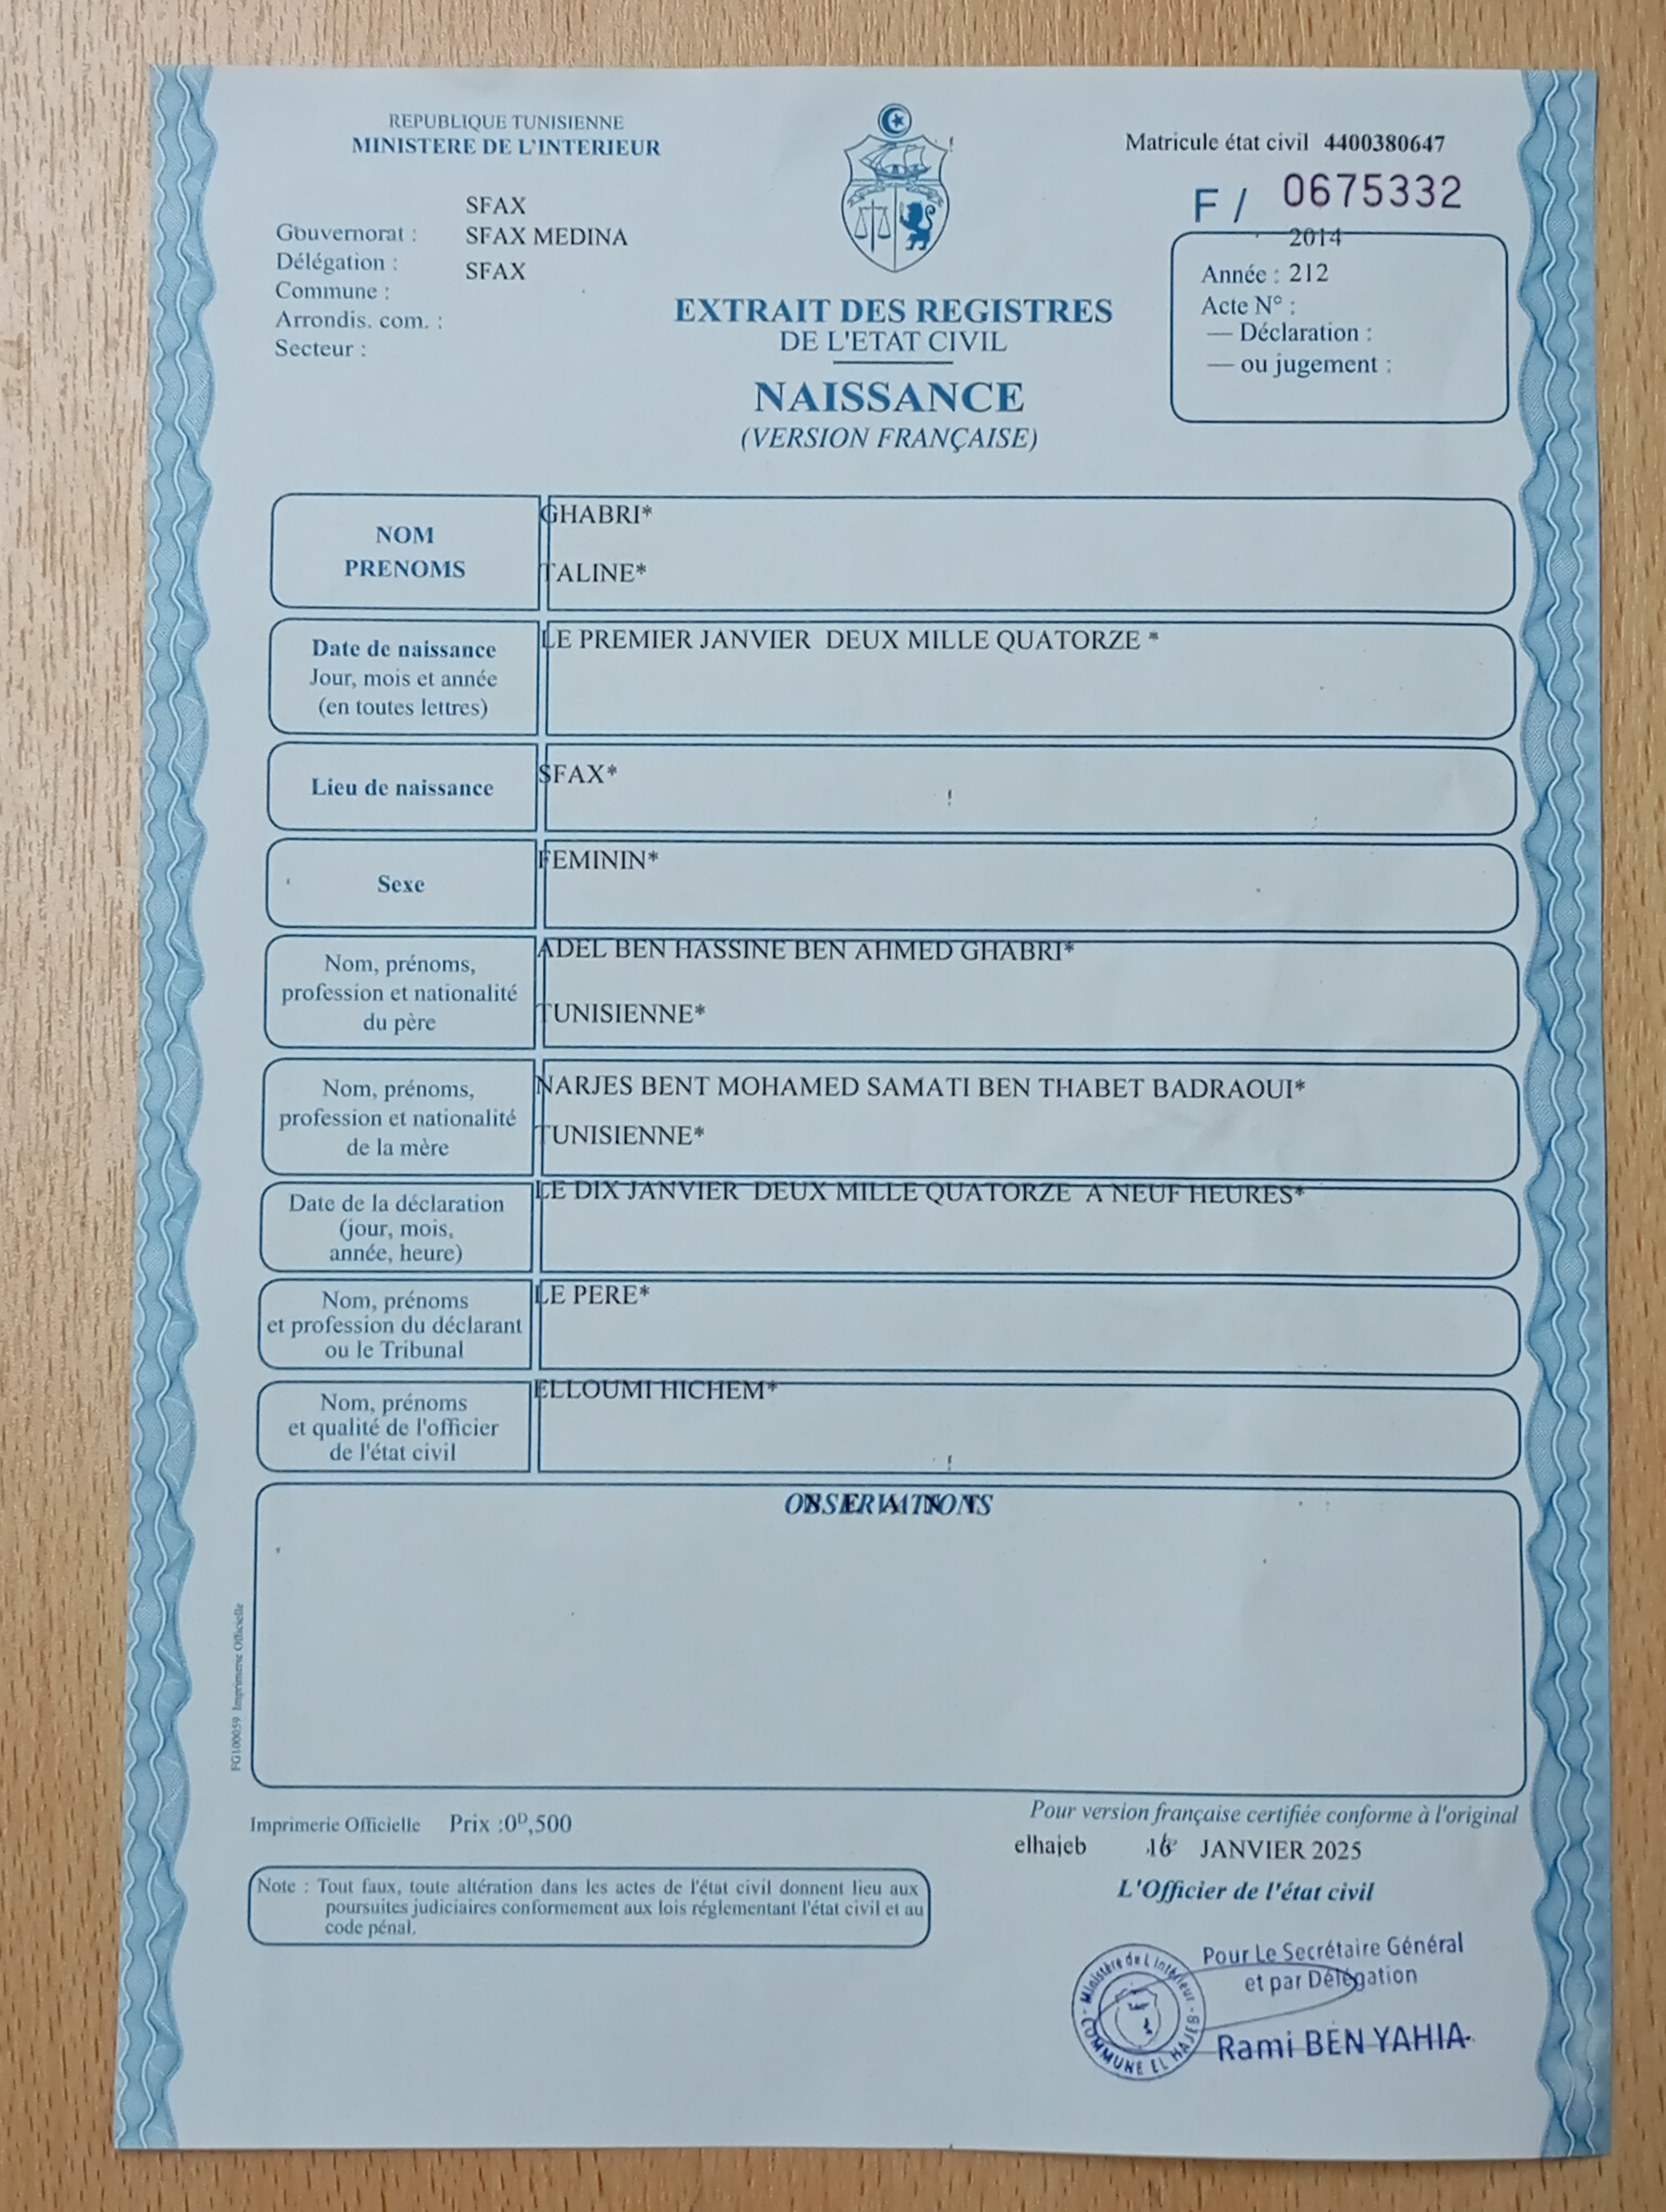 REPUBLIQUE TUNISIENNE
MINISTERE DE L'INTERIEUR
SFAX
Gouvernorat : SFAX MEDINA
Délégation : SFAX
Commune :
Arrondis. com. :
Secteur :
EXTRAIT DES REGISTRES
DE L'ETAT CIVIL
NAISSANCE
(VERSION FRANÇAISE)
Matricule état civil 4400380647
F / 0675332
2014
Année : 212
Acte N° :
— Déclaration :
— ou jugement :
NOM
PRENOMS
GHABRI*
TALINE*
Date de naissance
Jour, mois et année
(en toutes lettres)
LE PREMIER JANVIER DEUX MILLE QUATORZE *
Lieu de naissance
SFAX*
Sexe
FEMININ*
Nom, prénoms,
profession et nationalité
du père
ADEL BEN HASSINE BEN AHMED GHABRI*
TUNISIENNE*
Nom, prénoms,
profession et nationalité
de la mère
NARJES BENT MOHAMED SAMATI BEN THABET BADRAOUI*
TUNISIENNE*
Date de la déclaration
(jour, mois,
année, heure)
LE DIX JANVIER DEUX MILLE QUATORZE A NEUF HEURES*
Nom, prénoms
et profession du déclarant
ou le Tribunal
LE PERE*
Nom, prénoms
et qualité de l'officier
de l'état civil
ELLOUMI HICHEM*
OBSERVATIONS
N E A N T
FG100059 Imprimerie Officielle
Imprimerie Officielle Prix :0ᴰ,500
Note : Tout faux, toute altération dans les actes de l'état civil donnent lieu aux
poursuites judiciaires conformement aux lois réglementant l'état civil et au
code pénal.
Pour version française certifiée conforme à l'original
elhajeb JANVIER 2025
L'Officier de l'état civil
Pour Le Secrétaire Général
et par Délégation
Rami BEN YAHIA
Ministère de L'intérieur
COMMUNE EL HAJEB